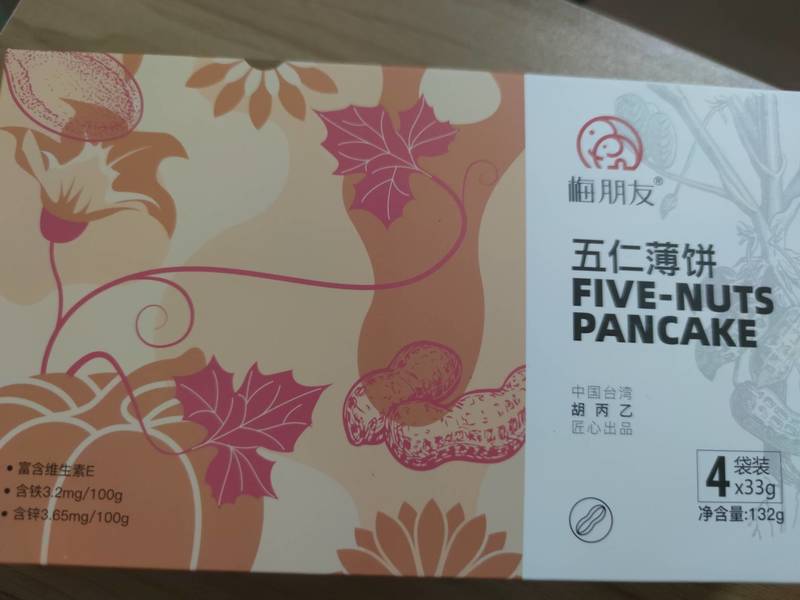 梅朋友®
五仁薄饼
FIVE-NUTS
PANCAKE
中国台湾
胡丙乙
匠心出品
4袋装
x33g
净含量:132g
• 富含维生素E
• 含铁3.2mg/100g
• 含锌3.65mg/100g